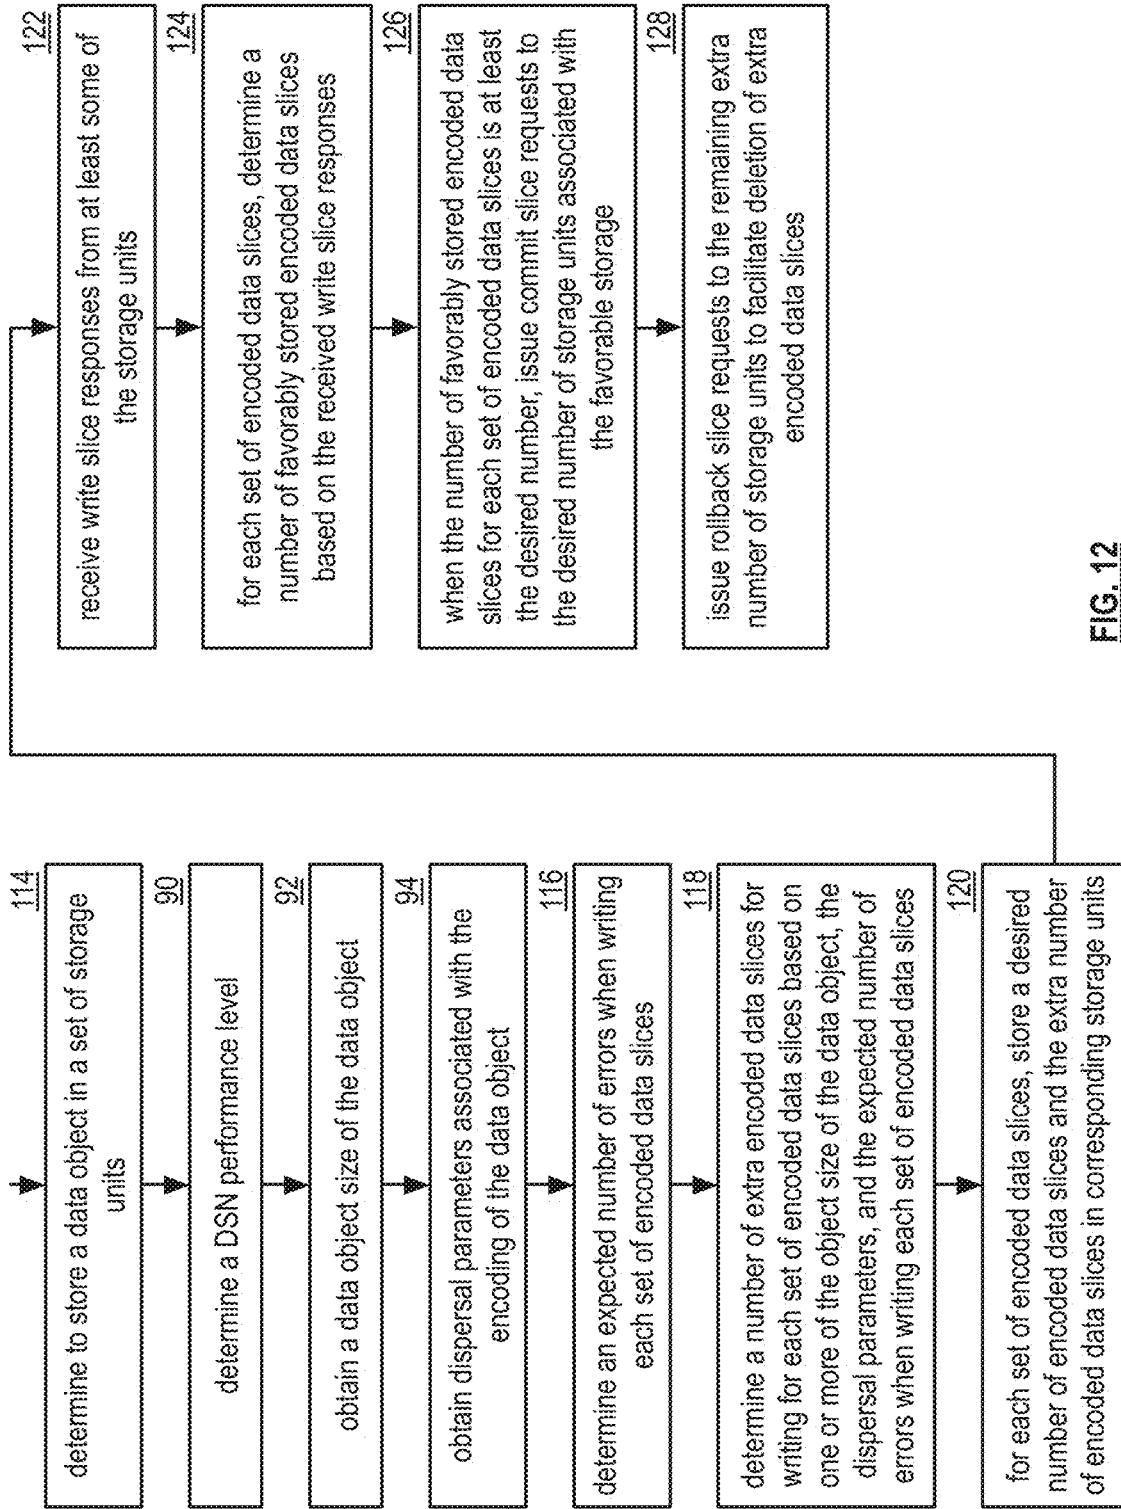 114
determine to store a data object in a set of storage
units
90
determine a DSN performance level
92
obtain a data object size of the data object
94
obtain dispersal parameters associated with the
encoding of the data object
116
determine an expected number of errors when writing
each set of encoded data slices
118
determine a number of extra encoded data slices for
writing for each set of encoded data slices based on
one or more of the object size of the data object, the
dispersal parameters, and the expected number of
errors when writing each set of encoded data slices
120
for each set of encoded data slices, store a desired
number of encoded data slices and the extra number
of encoded data slices in corresponding storage units
122
receive write slice responses from at least some of
the storage units
124
for each set of encoded data slices, determine a
number of favorably stored encoded data slices
based on the received write slice responses
126
when the number of favorably stored encoded data
slices for each set of encoded data slices is at least
the desired number, issue commit slice requests to
the desired number of storage units associated with
the favorable storage
128
issue rollback slice requests to the remaining extra
number of storage units to facilitate deletion of extra
encoded data slices
FIG. 12